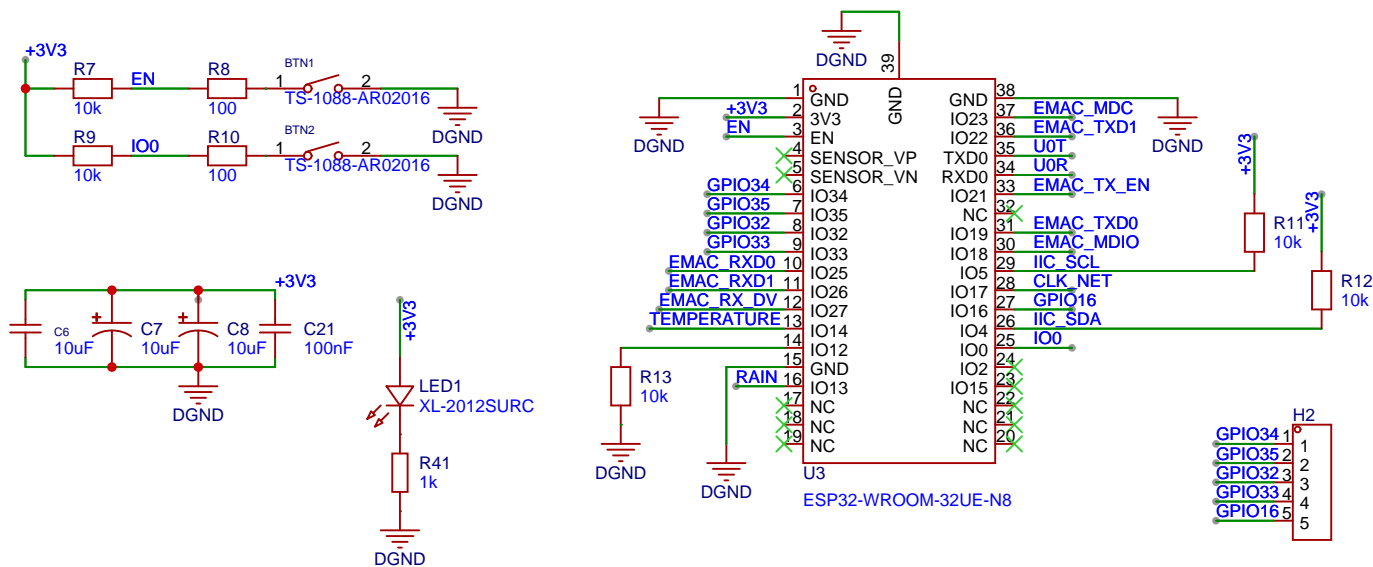 +3V3
R7
10k
EN
R8
100
BTN1
1 2
TS-1088-AR02016
DGND
R9
10k
IO0
R10
100
BTN2
1 2
TS-1088-AR02016
DGND
+3V3
C6
10uF
+
C7
10uF
+
C8
10uF
C21
100nF
DGND
+3V3
LED1
XL-2012SURC
R41
1k
DGND
DGND
39
GND
DGND
1 GND
+3V3 2 3V3
EN 3 EN
4 SENSOR_VP
5 SENSOR_VN
GPIO34 6 IO34
GPIO35 7 IO35
GPIO32 8 IO32
GPIO33 9 IO33
EMAC_RXD0 10 IO25
EMAC_RXD1 11 IO26
EMAC_RX_DV 12 IO27
TEMPERATURE 13 IO14
14 IO12
15 GND
RAIN 16 IO13
17 NC
18 NC
19 NC
R13
10k
DGND
DGND
GND 38
IO23 37 EMAC_MDC
IO22 36 EMAC_TXD1
TXD0 35 U0T
RXD0 34 U0R
IO21 33 EMAC_TX_EN
NC 32
IO19 31 EMAC_TXD0
IO18 30 EMAC_MDIO
IO5 29 IIC_SCL
IO17 28 CLK_NET
IO16 27 GPIO16
IO4 26 IIC_SDA
IO0 25 IO0
IO2 24
IO15 23
NC 22
NC 21
NC 20
U3
ESP32-WROOM-32UE-N8
DGND
+3V3
R11
10k
+3V3
R12
10k
H2
GPIO34 1 1
GPIO35 2 2
GPIO32 3 3
GPIO33 4 4
GPIO16 5 5